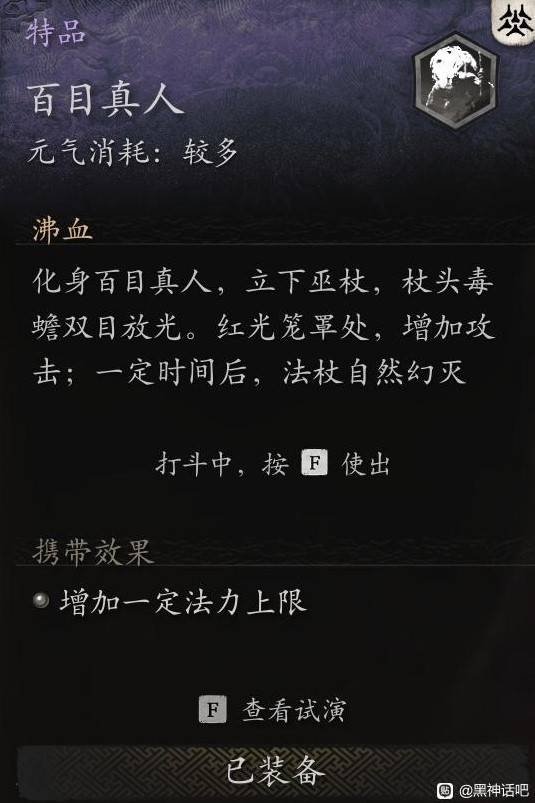 特品
百目真人
元气消耗：较多
沸血
化身百目真人，立下巫杖，杖头毒
蟾双目放光。红光笼罩处，增加攻
击；一定时间后，法杖自然幻灭
打斗中，按 F 使出
携带效果
增加一定法力上限
F 查看试演
已装备
贴 @黑神话吧